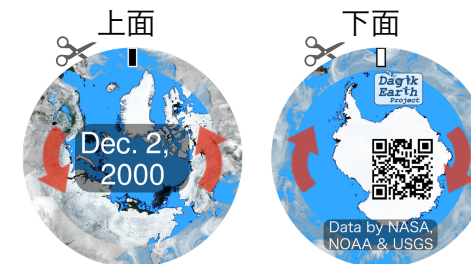 上面
下面
Dec. 2,
2000
Dagik
Earth
Project
Data by NASA,
NOAA & USGS